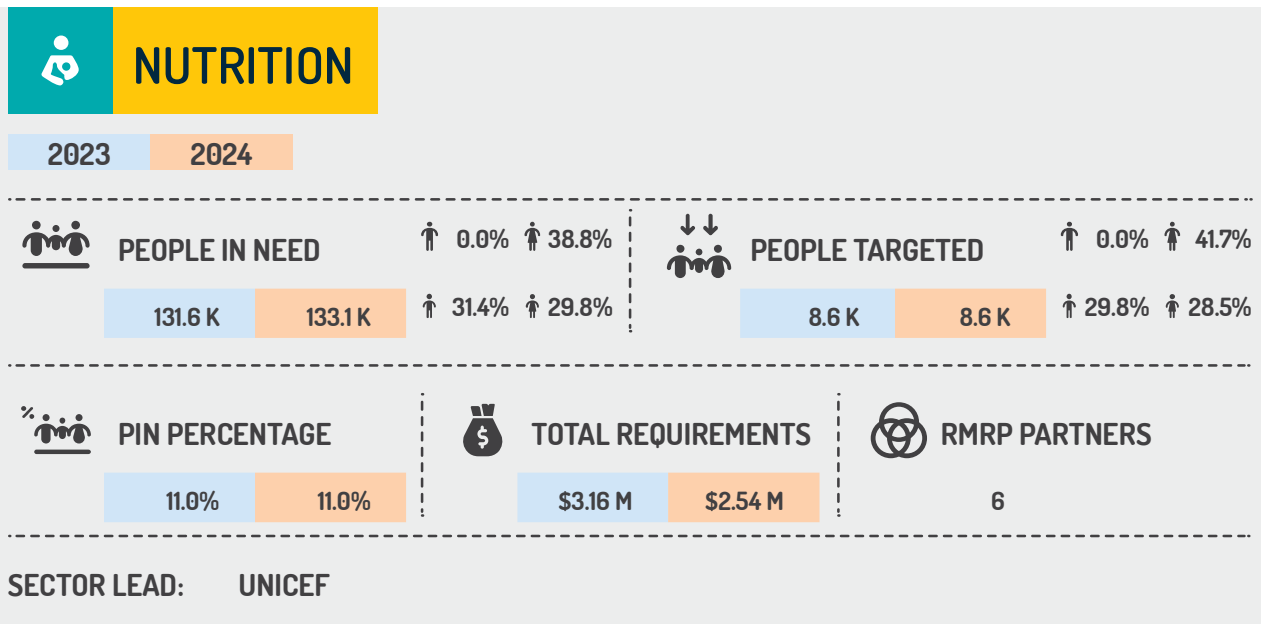 NUTRITION
2023 2024
PEOPLE IN NEED
0.0% 38.8%
131.6 K 133.1 K
31.4% 29.8%
PEOPLE TARGETED
0.0% 41.7%
8.6 K 8.6 K
29.8% 28.5%
% PIN PERCENTAGE
11.0% 11.0%
$ TOTAL REQUIREMENTS
$3.16 M $2.54 M
RMRP PARTNERS
6
SECTOR LEAD: UNICEF